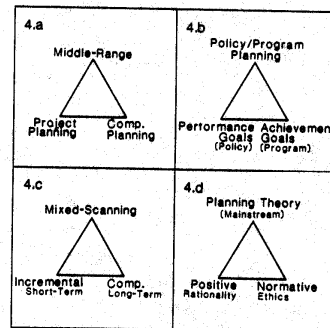 4.a
Middle-Range
Project Comp.
Planning Planning
4.b
Policy/Program
Planning
Performance Achievement
Goals Goals
(Policy) (Program)
4.c
Mixed-Scanning
Incremental Comp.
Short-Term Long-Term
4.d
Planning Theory
(Mainstream)
Positive Normative
Rationality Ethics